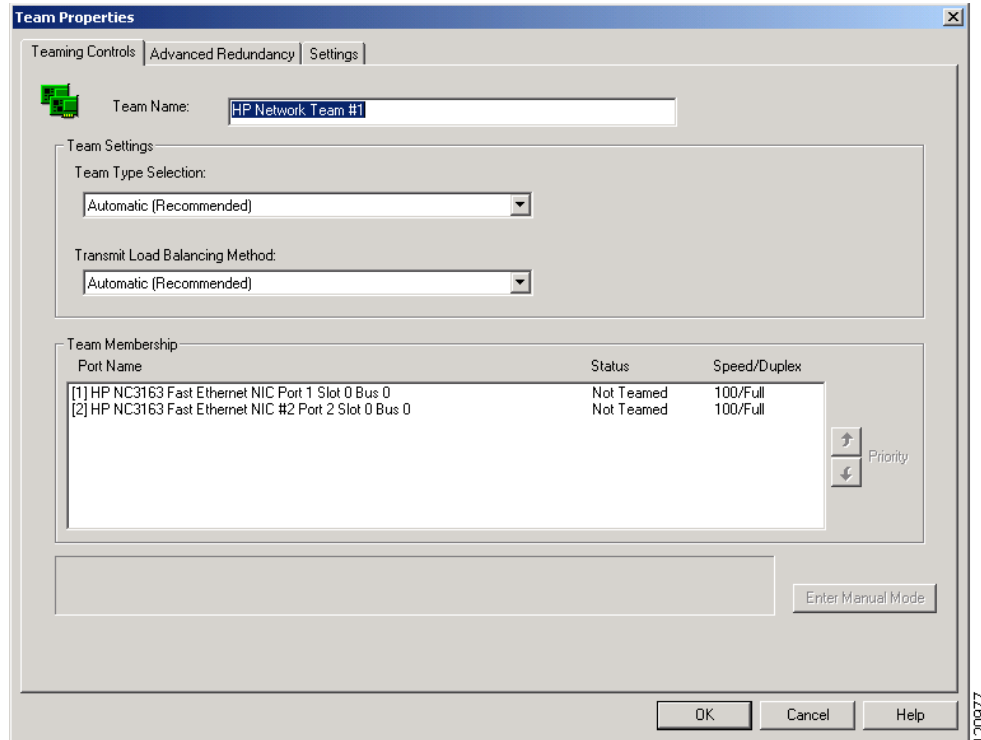 Team Properties
Teaming Controls Advanced Redundancy Settings
Team Name: HP Network Team #1
Team Settings
Team Type Selection:
Automatic (Recommended)
Transmit Load Balancing Method:
Automatic (Recommended)
Team Membership
Port Name Status Speed/Duplex
[1] HP NC3163 Fast Ethernet NIC Port 1 Slot 0 Bus 0 Not Teamed 100/Full
[2] HP NC3163 Fast Ethernet NIC #2 Port 2 Slot 0 Bus 0 Not Teamed 100/Full
Priority
Enter Manual Mode
OK Cancel Help
120977